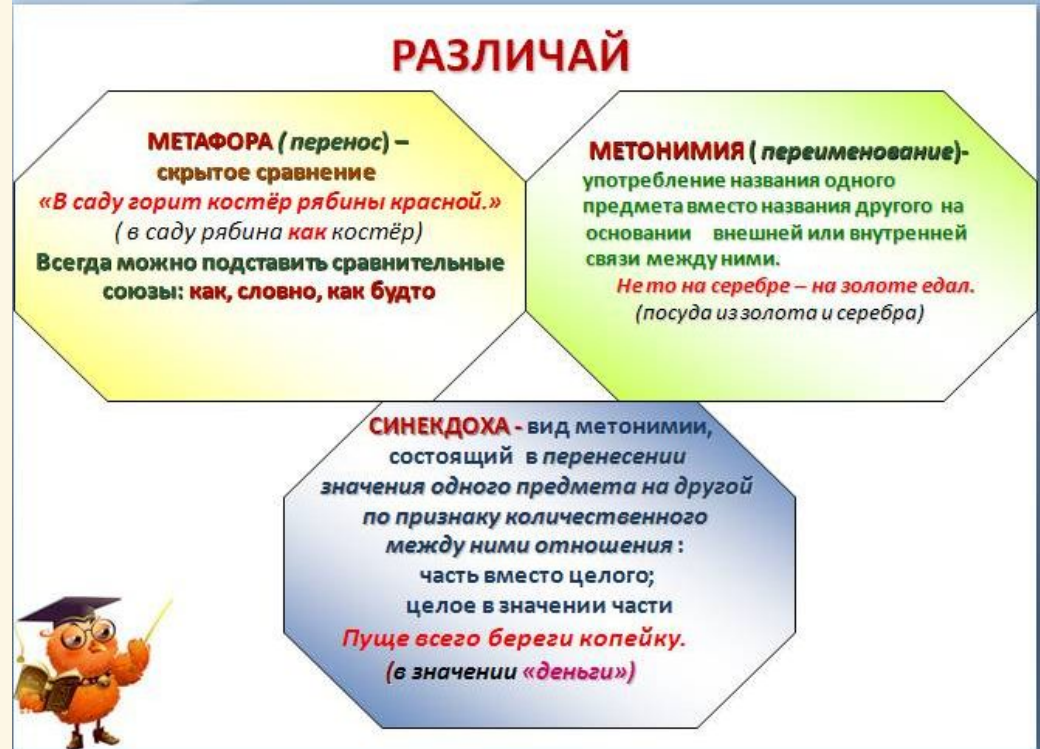 РАЗЛИЧАЙ
МЕТАФОРА ( перенос) –
скрытое сравнение
«В саду горит костёр рябины красной.»
( в саду рябина как костёр)
Всегда можно подставить сравнительные
союзы: как, словно, как будто
МЕТОНИМИЯ ( переименование)-
употребление названия одного
предмета вместо названия другого на
основании внешней или внутренней
связи между ними.
Не то на серебре – на золоте едал.
(посуда из золота и серебра)
СИНЕКДОХА - вид метонимии,
состоящий в перенесении
значения одного предмета на другой
по признаку количественного
между ними отношения :
часть вместо целого;
целое в значении части
Пуще всего береги копейку.
(в значении «деньги»)